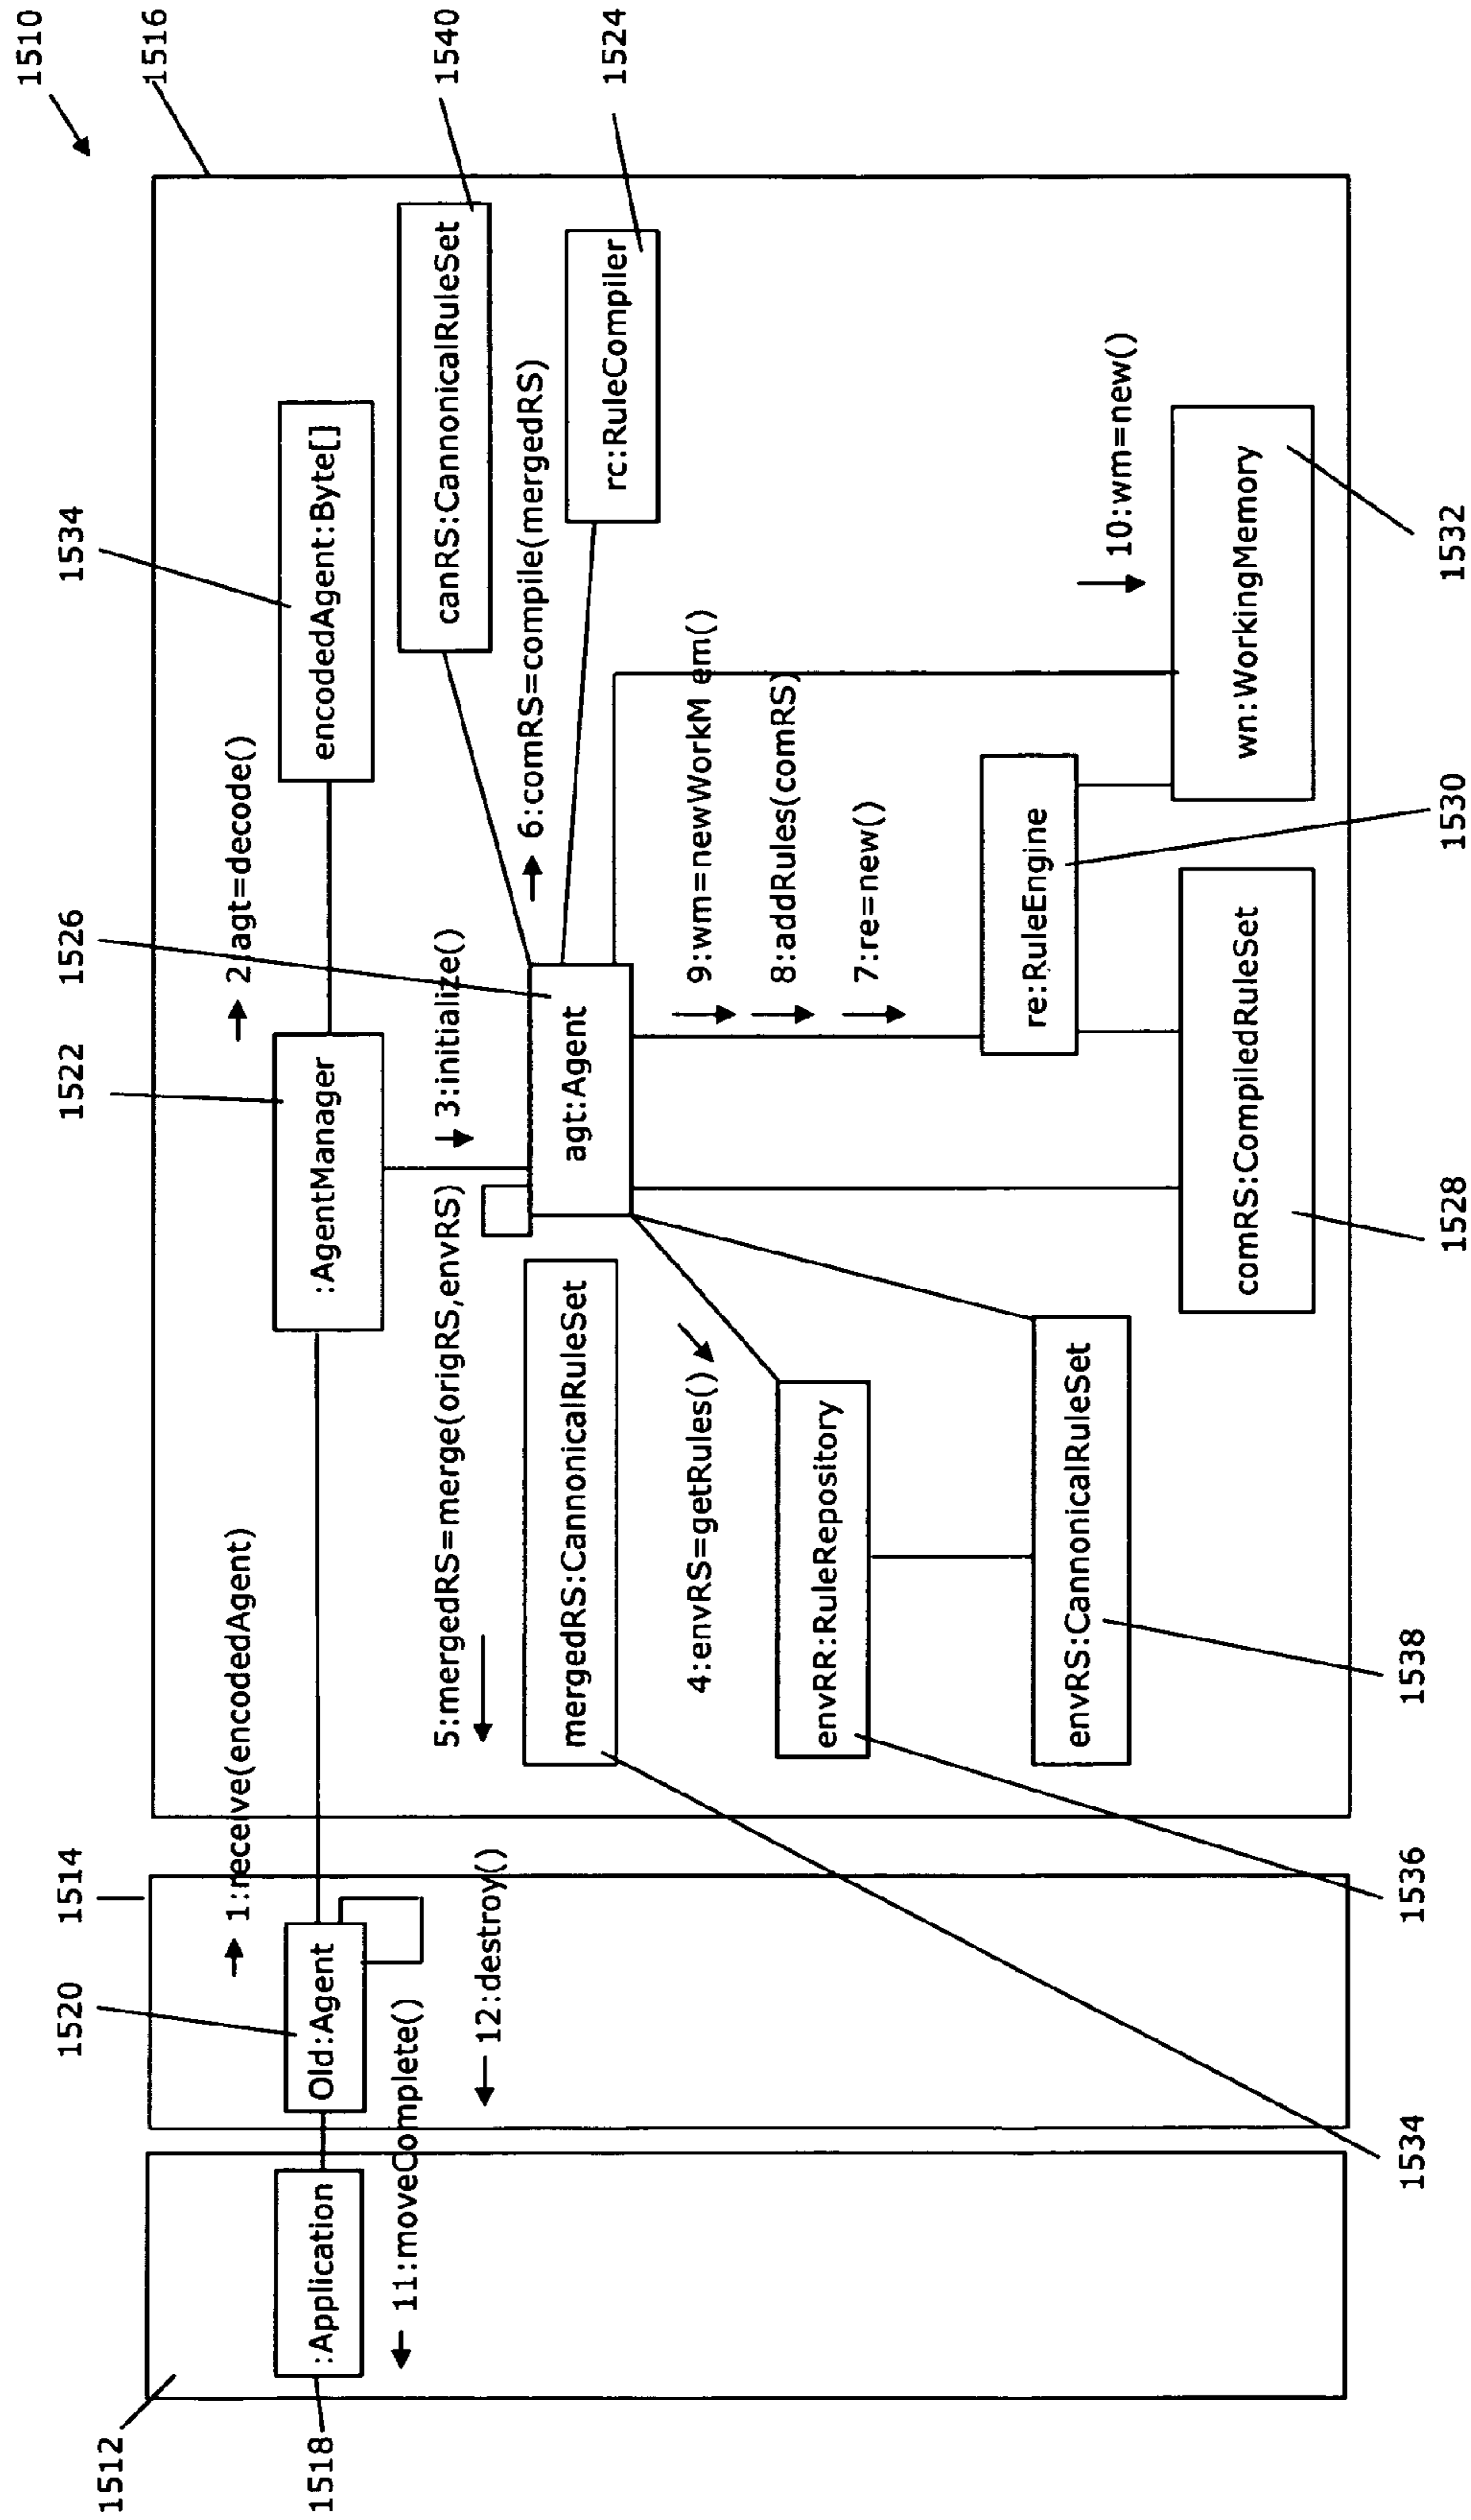 1510
1516
1540
1524
1534
1526
1522
1514
1520
1512
1518
:Application
11:moveComplete()
Old:Agent
12:destroy()
1:receive(encodedAgent)
:AgentManager
2:agt=decode()
encodedAgent:Byte[]
3:initialize()
canRS:CannonicalRuleSet
5:mergedRS=merge(origRS,envRS)
6:comRS=compile(mergedRS)
mergedRS:CannonicalRuleSet
agt:Agent
rc:RuleCompiler
4:envRS=getRules()
9:wm=newWorkM em()
8:addRules(comRS)
7:re=new()
envRR:RuleRepository
re:RuleEngine
10:wm=new()
envRS:CannonicalRuleSet
comRS:CompiledRuleSet
wn:WorkingMemory
1534
1536
1538
1528
1530
1532